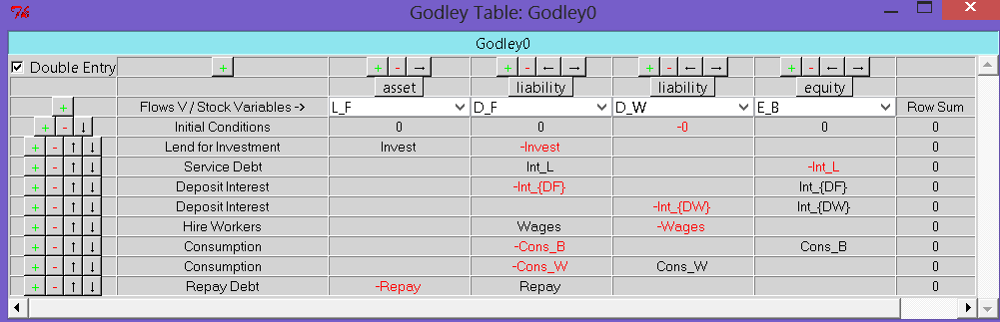 Godley Table: Godley0
Godley0
Double Entry + + - → + - ← → + - ← → + - ← →
asset liability liability equity
+ Flows V / Stock Variables -> L_F D_F D_W E_B Row Sum
+ - ↓ Initial Conditions 0 0 -0 0 0
+ - ↑ ↓ Lend for Investment Invest -Invest 0
+ - ↑ ↓ Service Debt Int_L -Int_L 0
+ - ↑ ↓ Deposit Interest -Int_{DF} Int_{DF} 0
+ - ↑ ↓ Deposit Interest -Int_{DW} Int_{DW} 0
+ - ↑ ↓ Hire Workers Wages -Wages 0
+ - ↑ ↓ Consumption -Cons_B Cons_B 0
+ - ↑ ↓ Consumption -Cons_W Cons_W 0
+ - ↑ ↓ Repay Debt -Repay Repay 0